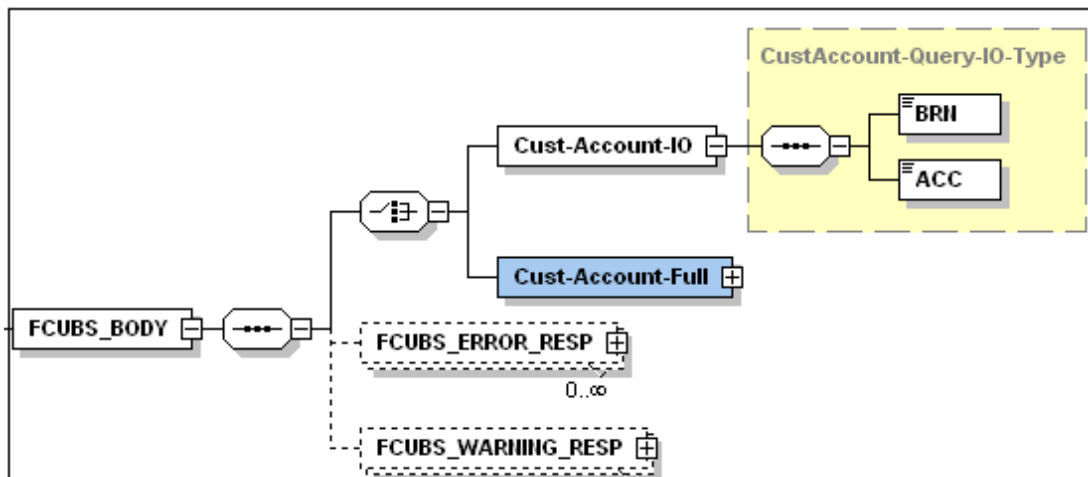 CustAccount-Query-IO-Type
BRN
Cust-Account-IO
ACC
Cust-Account-Full
FCUBS_BODY
FCUBS_ERROR_RESP
0..∞
FCUBS_WARNING_RESP